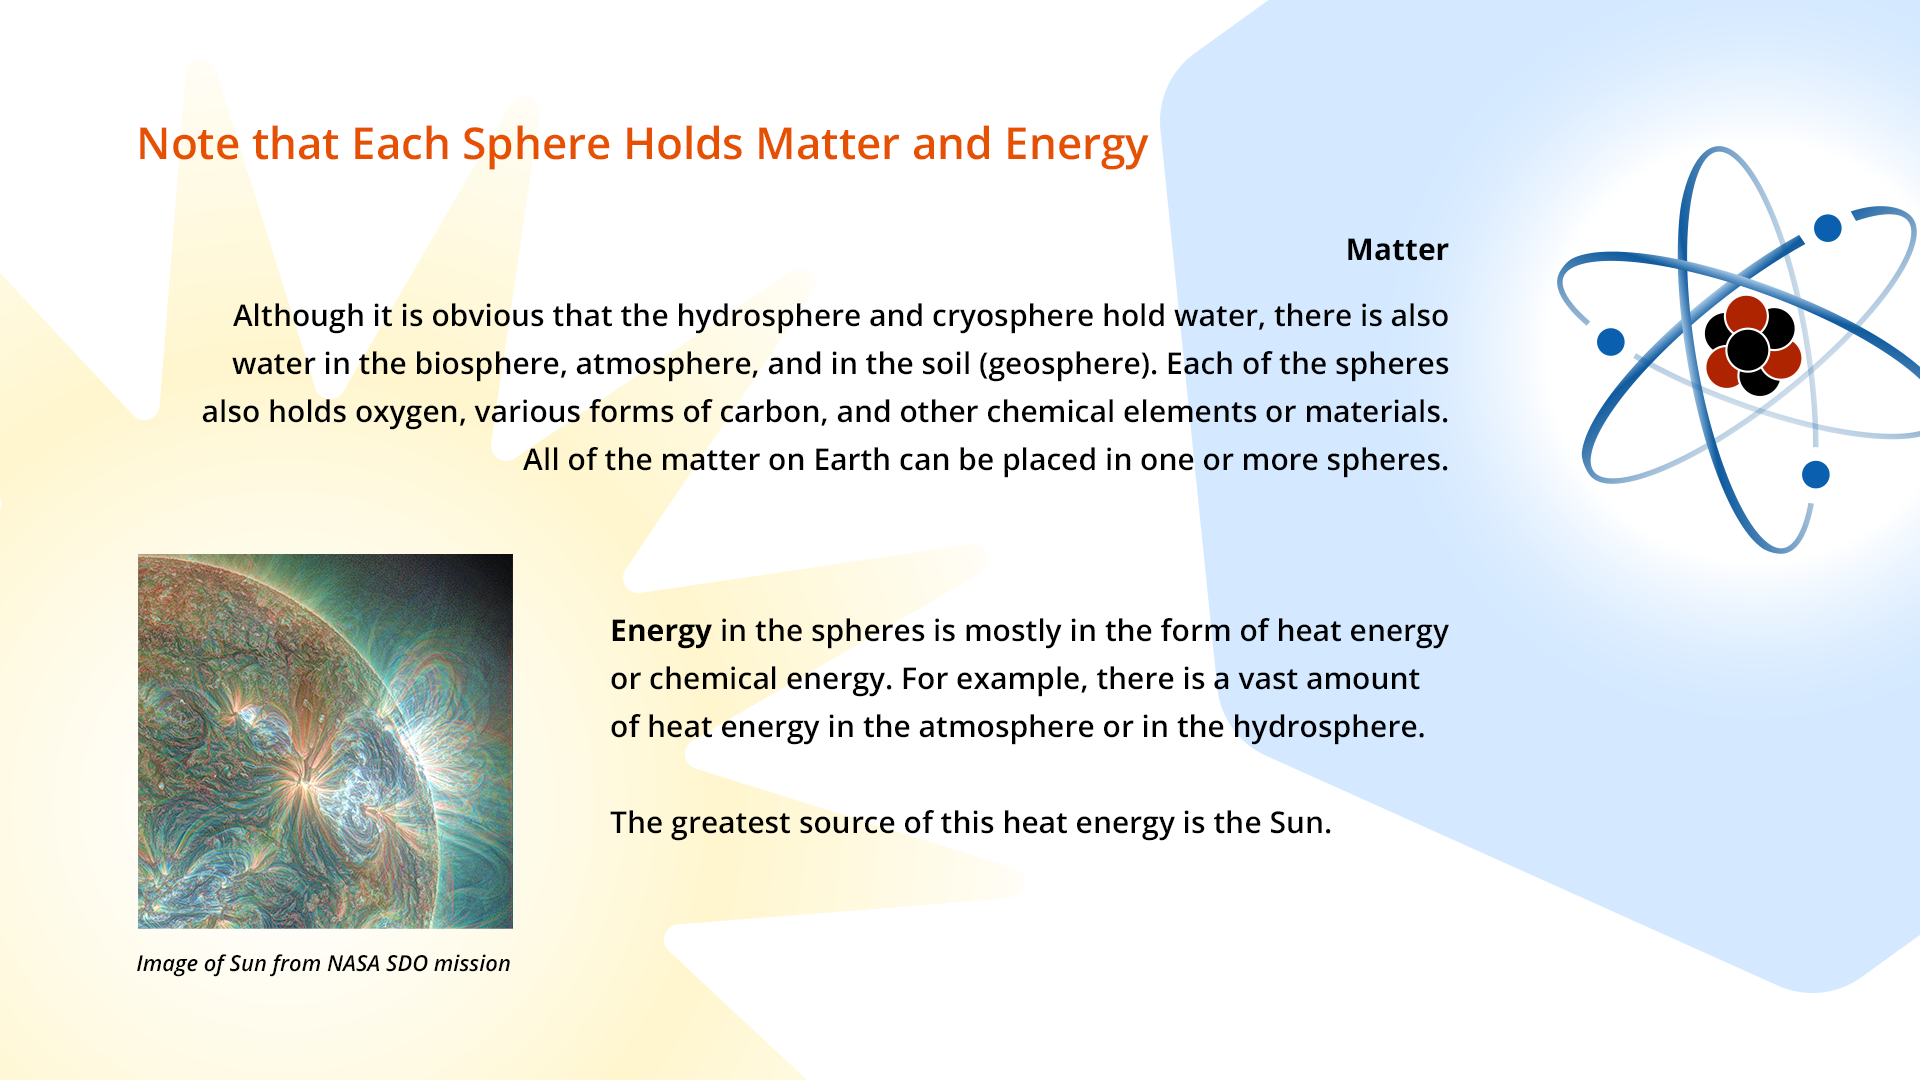 Note that Each Sphere Holds Matter and Energy
Matter
Although it is obvious that the hydrosphere and cryosphere hold water, there is also
water in the biosphere, atmosphere, and in the soil (geosphere). Each of the spheres
also holds oxygen, various forms of carbon, and other chemical elements or materials.
All of the matter on Earth can be placed in one or more spheres.
Energy in the spheres is mostly in the form of heat energy
or chemical energy. For example, there is a vast amount
of heat energy in the atmosphere or in the hydrosphere.
The greatest source of this heat energy is the Sun.
Image of Sun from NASA SDO mission